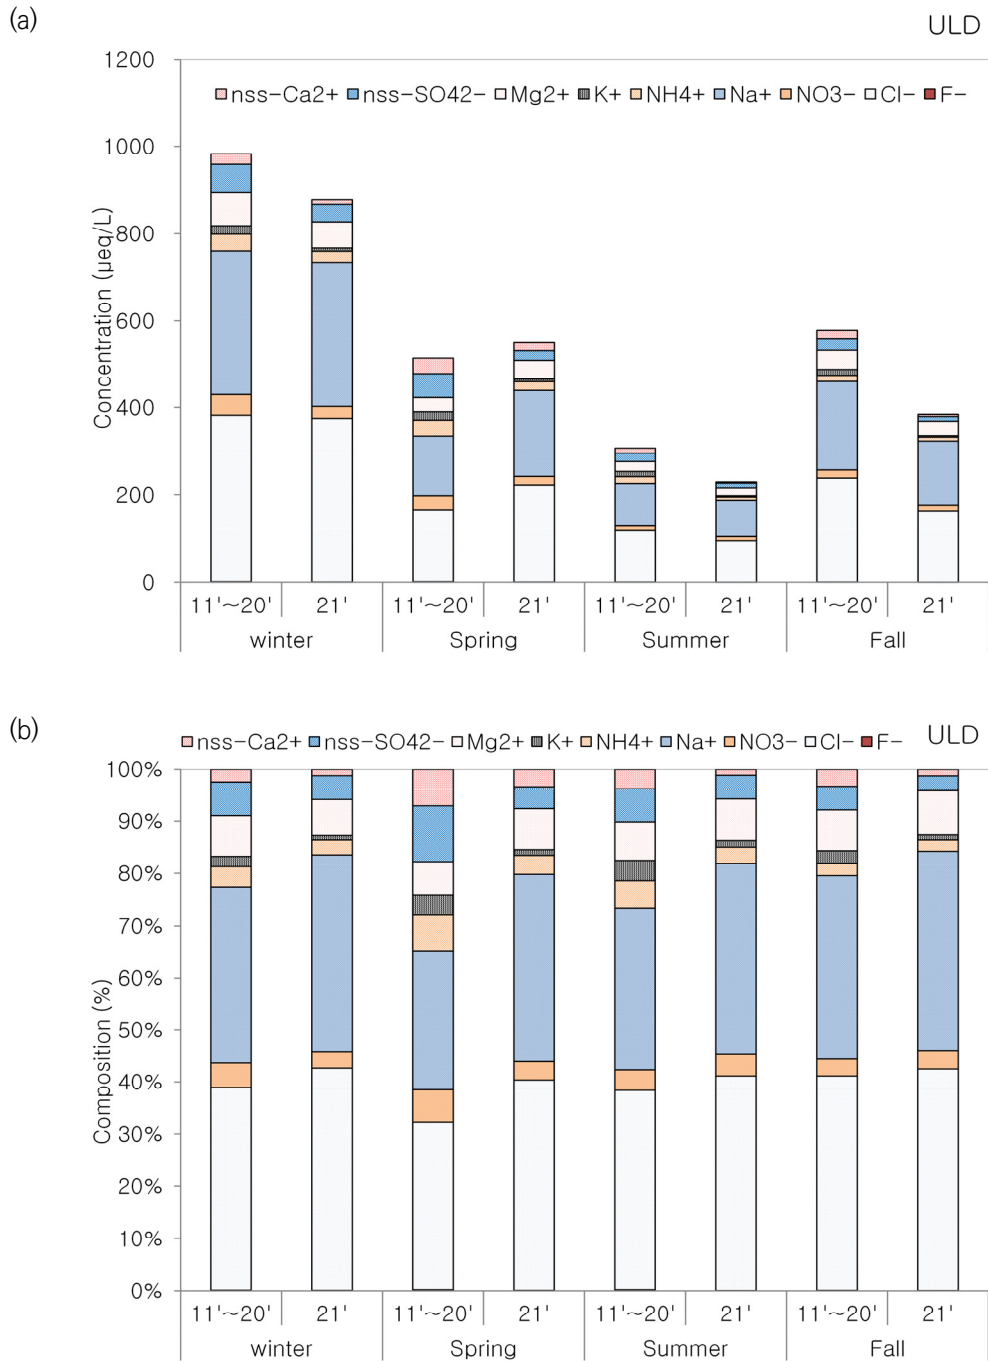 (a)
ULD
1200
nss-Ca2+ nss-SO42- Mg2+ K+ NH4+ Na+ NO3- Cl- F-
1000
800
600
400
200
0
Concentration (µeq/L)
11'~20' 21' 11'~20' 21' 11'~20' 21' 11'~20' 21'
winter Spring Summer Fall
(b)
ULD
nss-Ca2+ nss-SO42- Mg2+ K+ NH4+ Na+ NO3- Cl- F-
100%
90%
80%
70%
60%
50%
40%
30%
20%
10%
0%
Composition (%)
11'~20' 21' 11'~20' 21' 11'~20' 21' 11'~20' 21'
winter Spring Summer Fall